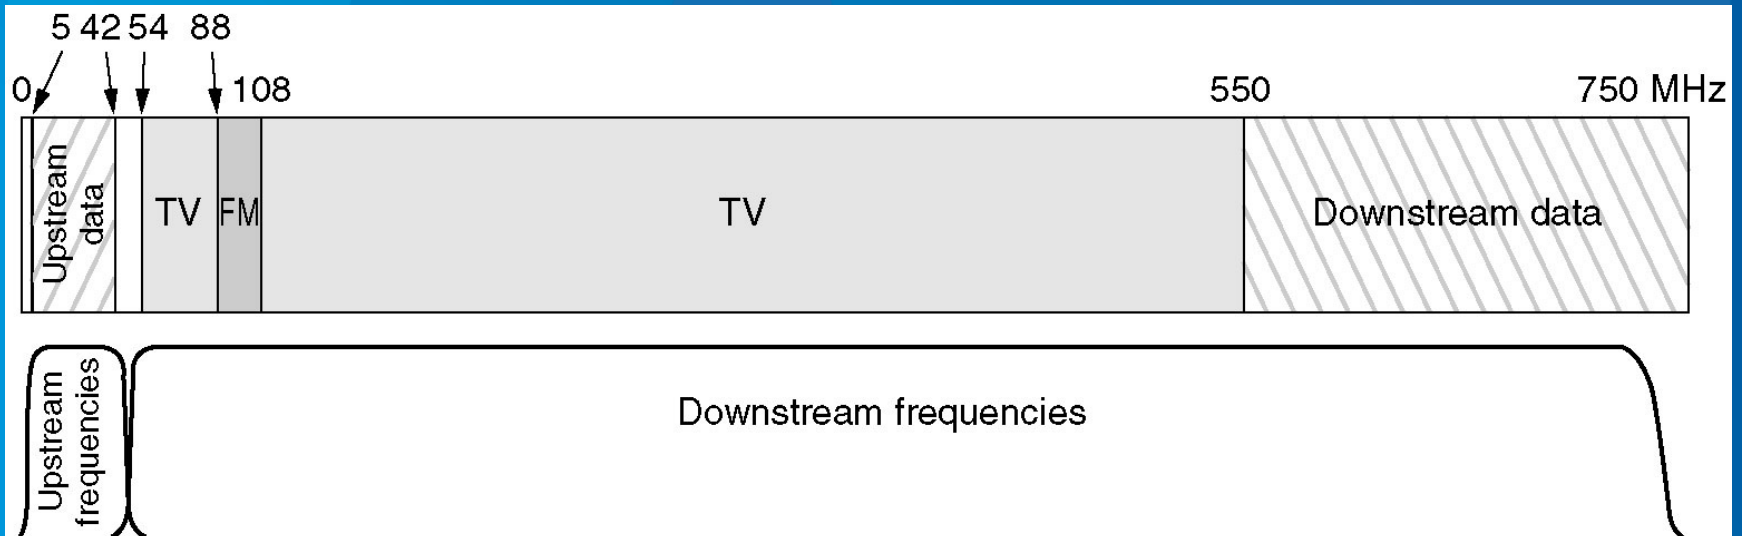 5 42 54 88
0 108 550 750 MHz
Upstream
data
TV FM TV Downstream data
Upstream
frequencies
Downstream frequencies